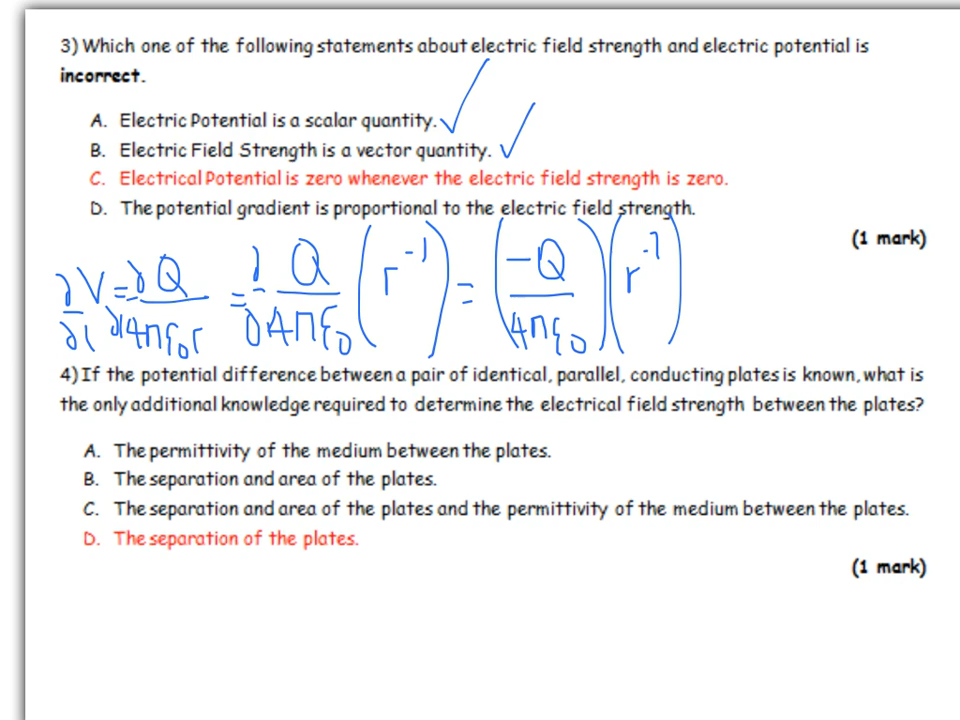 3) Which one of the following statements about electric field strength and electric potential is
incorrect.
A. Electric Potential is a scalar quantity. ✓
B. Electric Field Strength is a vector quantity. ✓
C. Electrical Potential is zero whenever the electric field strength is zero.
D. The potential gradient is proportional to the electric field strength.
(1 mark)
∂V/∂r = ∂/∂r Q/4πε₀r = ∂/∂r Q/4πε₀ (r⁻¹) = (-Q/4πε₀)(r⁻
4) If the potential difference between a pair of identical, parallel, conducting plates is known, what is
the only additional knowledge required to determine the electrical field strength between the plates?
A. The permittivity of the medium between the plates.
B. The separation and area of the plates.
C. The separation and area of the plates and the permittivity of the medium between the plates.
D. The separation of the plates.
(1 mark)